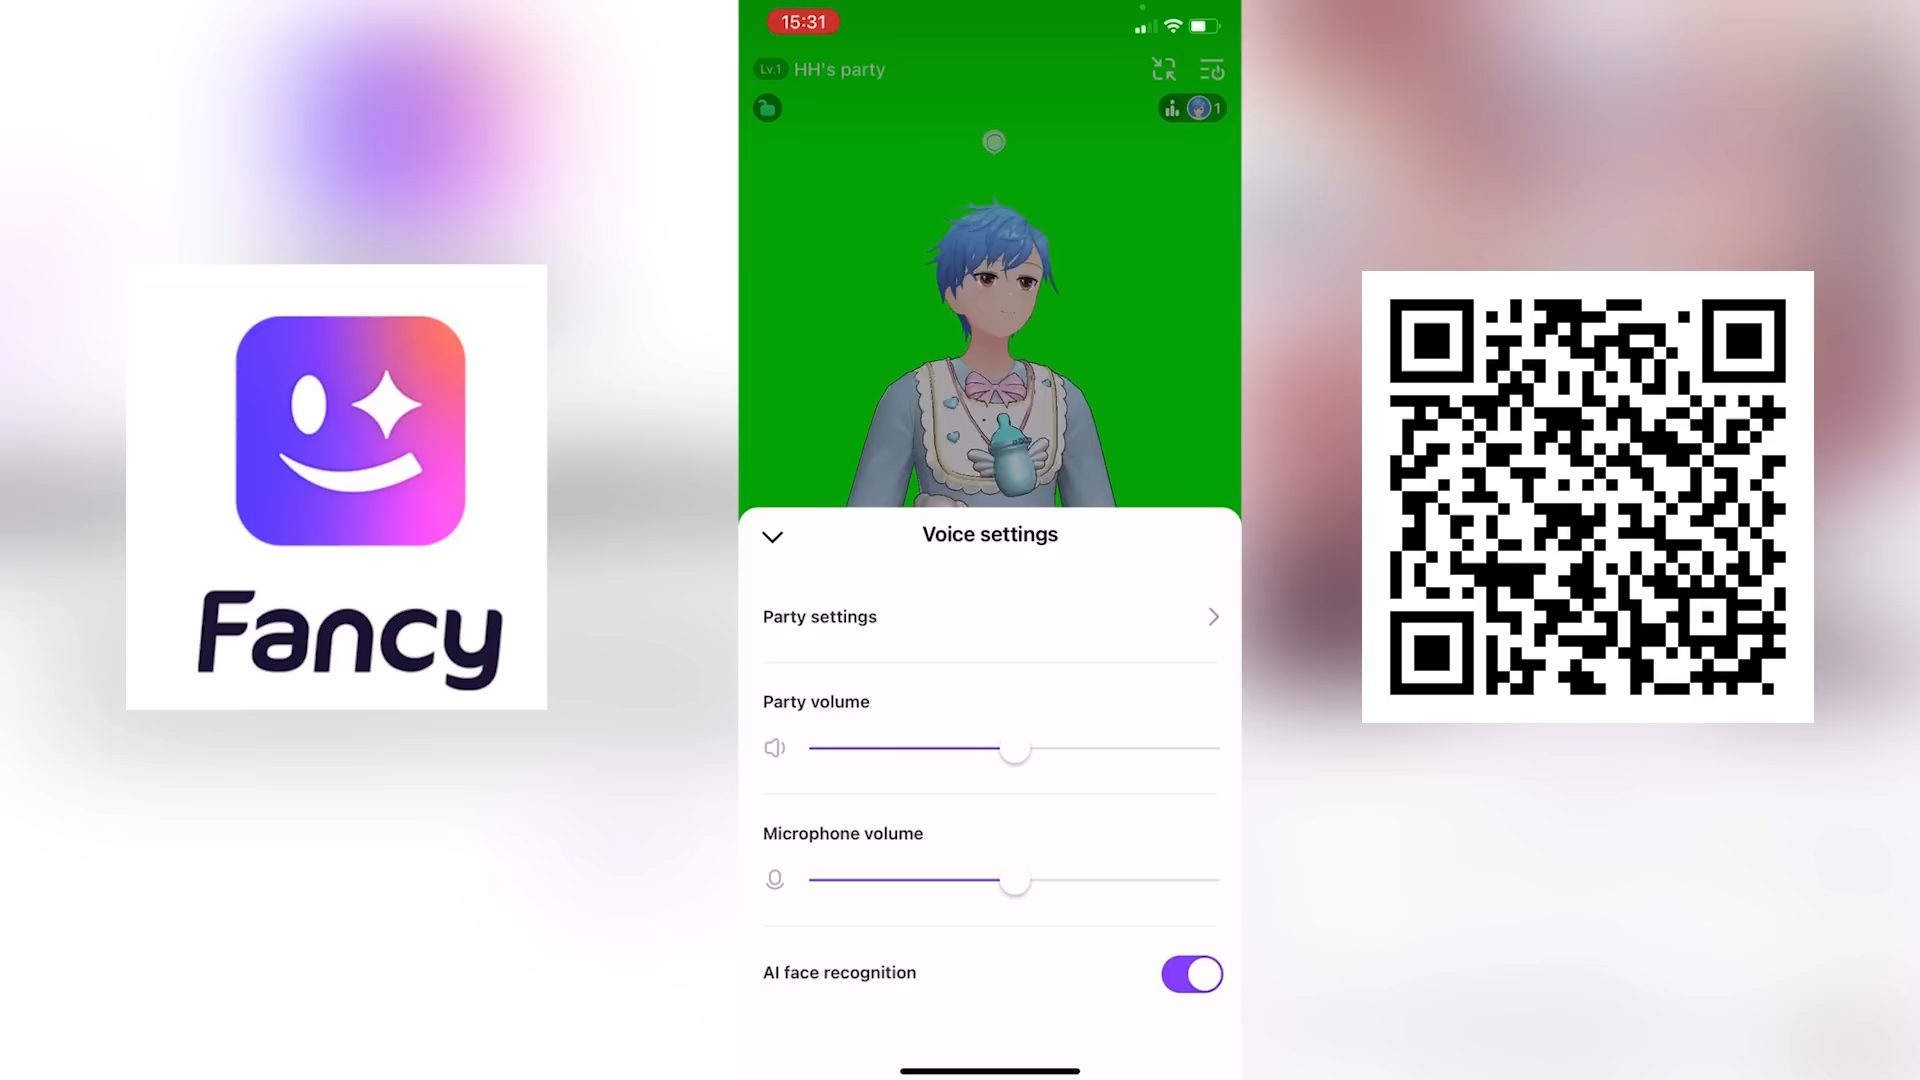 15:31
Lv.1 HH's party
1
Fancy
Voice settings
Party settings
Party volume
Microphone volume
AI face recognition